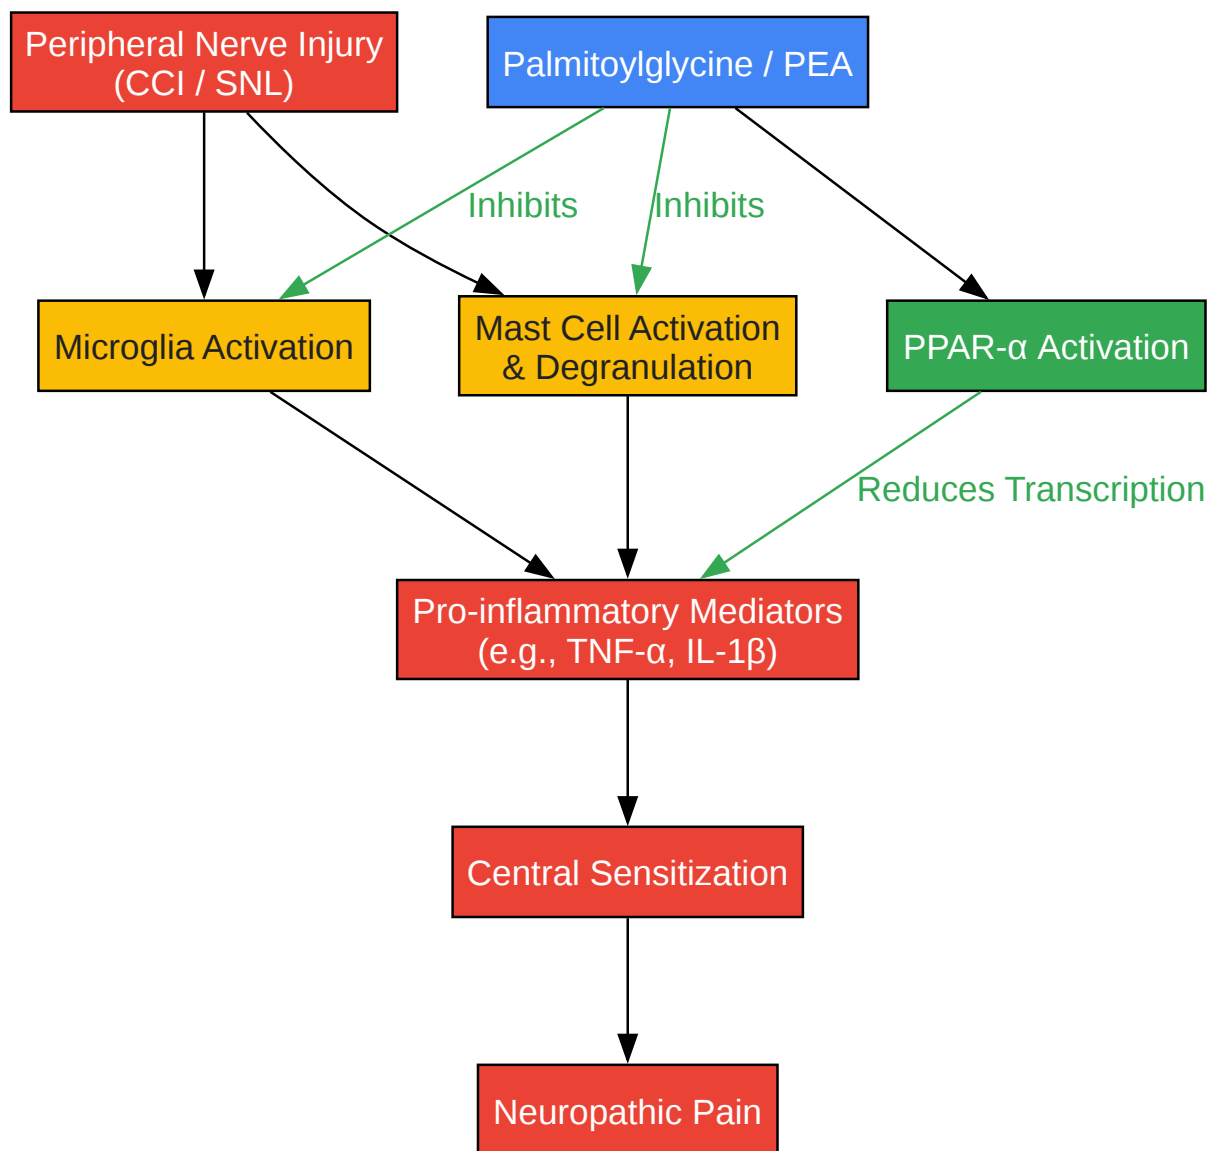 Peripheral Nerve Injury
(CCI / SNL)
Palmitoylglycine / PEA
Inhibits
Inhibits
Microglia Activation
Mast Cell Activation
& Degranulation
PPAR-α Activation
Reduces Transcription
Pro-inflammatory Mediators
(e.g., TNF-α, IL-1β)
Central Sensitization
Neuropathic Pain